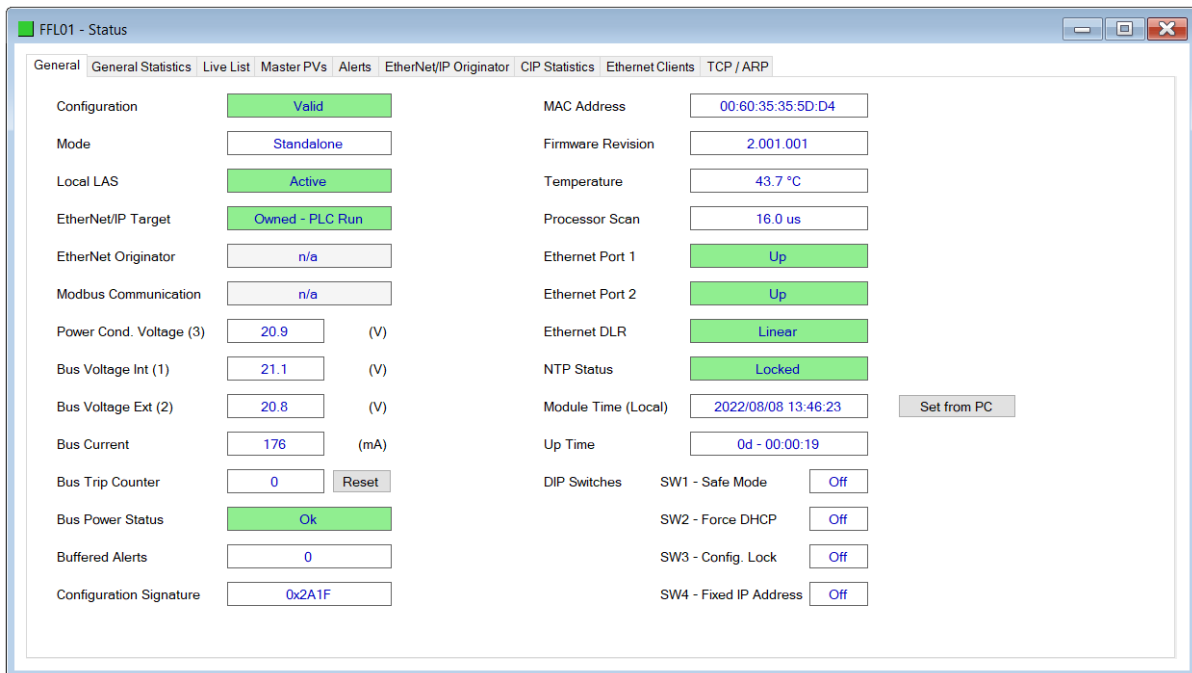 FFL01 - Status
General General Statistics Live List Master PVs Alerts EtherNet/IP Originator CIP Statistics Ethernet Clients TCP / ARP
Configuration Valid
Mode Standalone
Local LAS Active
EtherNet/IP Target Owned - PLC Run
EtherNet Originator n/a
Modbus Communication n/a
Power Cond. Voltage (3) 20.9 (V)
Bus Voltage Int (1) 21.1 (V)
Bus Voltage Ext (2) 20.8 (V)
Bus Current 176 (mA)
Bus Trip Counter 0 Reset
Bus Power Status Ok
Buffered Alerts 0
Configuration Signature 0x2A1F
MAC Address 00:60:35:35:5D:D4
Firmware Revision 2.001.001
Temperature 43.7 °C
Processor Scan 16.0 us
Ethernet Port 1 Up
Ethernet Port 2 Up
Ethernet DLR Linear
NTP Status Locked
Module Time (Local) 2022/08/08 13:46:23 Set from PC
Up Time 0d - 00:00:19
DIP Switches SW1 - Safe Mode Off
SW2 - Force DHCP Off
SW3 - Config. Lock Off
SW4 - Fixed IP Address Off